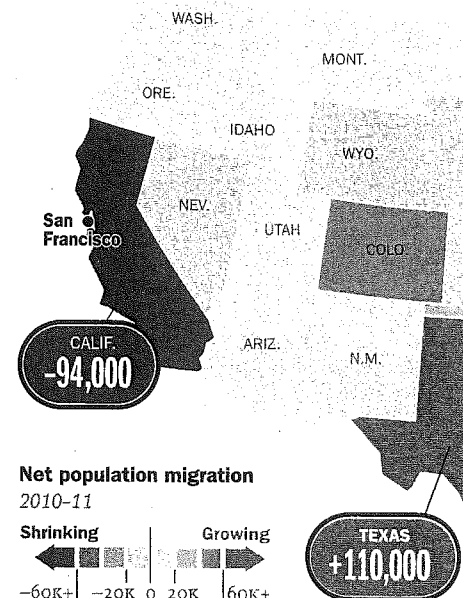 WASH.
MONT.
ORE.
IDAHO
WYO.
NEV.
San
Francisco
UTAH
COLO.
CALIF.
–94,000
ARIZ.
N.M.
Net population migration
2010–11
Shrinking Growing
–60K+ –20K 0 20K 60K+
TEXAS
+110,000